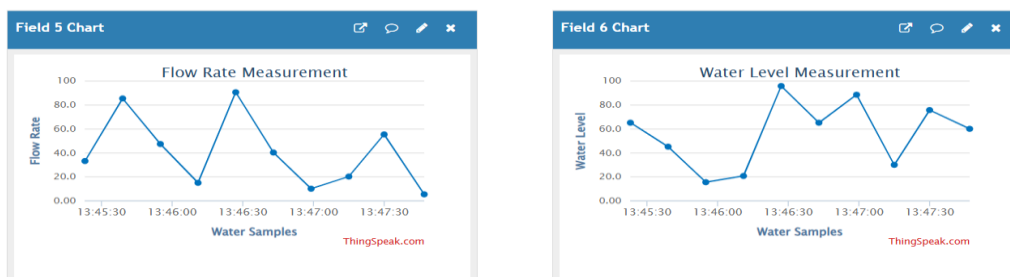 Field 5 Chart
Flow Rate Measurement
100
80.0
60.0
40.0
20.0
0.00
Flow Rate
13:45:30 13:46:00 13:46:30 13:47:00 13:47:30
Water Samples
ThingSpeak.com
Field 6 Chart
Water Level Measurement
100
80.0
60.0
40.0
20.0
0.00
Water Level
13:45:30 13:46:00 13:46:30 13:47:00 13:47:30
Water Samples
ThingSpeak.com